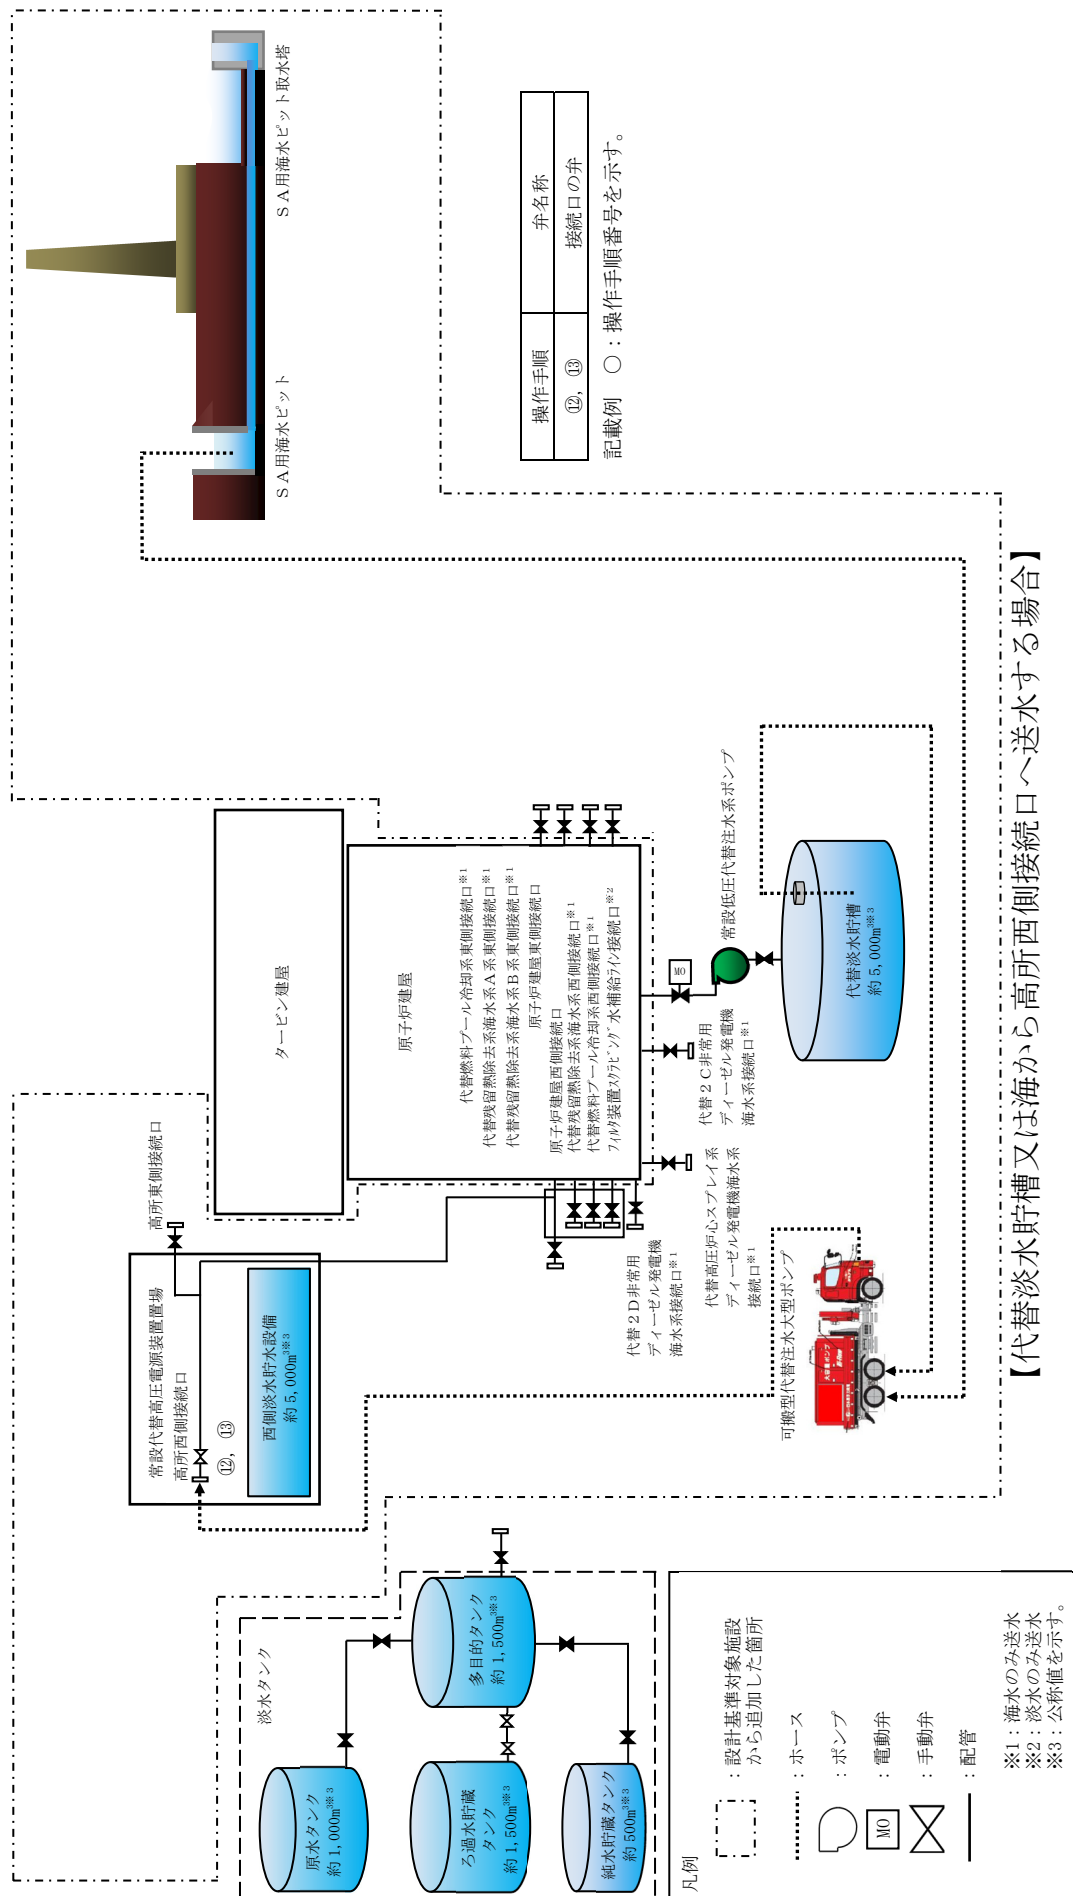 ＳＡ用海水ピット取水塔
ＳＡ用海水ピット
操作手順
弁名称
⑫，⑬
接続口の弁
記載例　○：操作手順番号を示す。
タービン建屋
原子炉建屋
代替燃料プール冷却系東側接続口※1
代替残留熱除去系海水系Ａ系東側接続口※1
代替残留熱除去系海水系Ｂ系東側接続口※1
原子炉建屋東側接続口
原子炉建屋西側接続口
代替残留熱除去系海水系西側接続口※1
代替燃料プール冷却系西側接続口※1
フィルタ装置スクラビング水補給ライン接続口※2
高所東側接続口
常設代替高圧電源装置置場
高所西側接続口
⑫，⑬
西側淡水貯水設備
約 5,000m3※3
MO
常設低圧代替注水系ポンプ
代替淡水貯槽
約 5,000m3※3
代替２Ｃ非常用
ディーゼル発電機
海水系接続口※1
代替高圧炉心スプレイ系
ディーゼル発電機海水系
接続口※1
代替２Ｄ非常用
ディーゼル発電機
海水系接続口※1
可搬型代替注水大型ポンプ
大容量ポンプ
淡水タンク
原水タンク
約 1,000m3※3
多目的タンク
約 1,500m3※3
ろ過水貯蔵
タンク
約 1,500m3※3
純水貯蔵タンク
約 500m3※3
凡例
：設計基準対象施設
から追加した箇所
：ホース
：ポンプ
MO
：電動弁
：手動弁
：配管
※1：海水のみ送水
※2：淡水のみ送水
※3：公称値を示す。
【代替淡水貯槽又は海から高所西側接続口へ送水する場合】